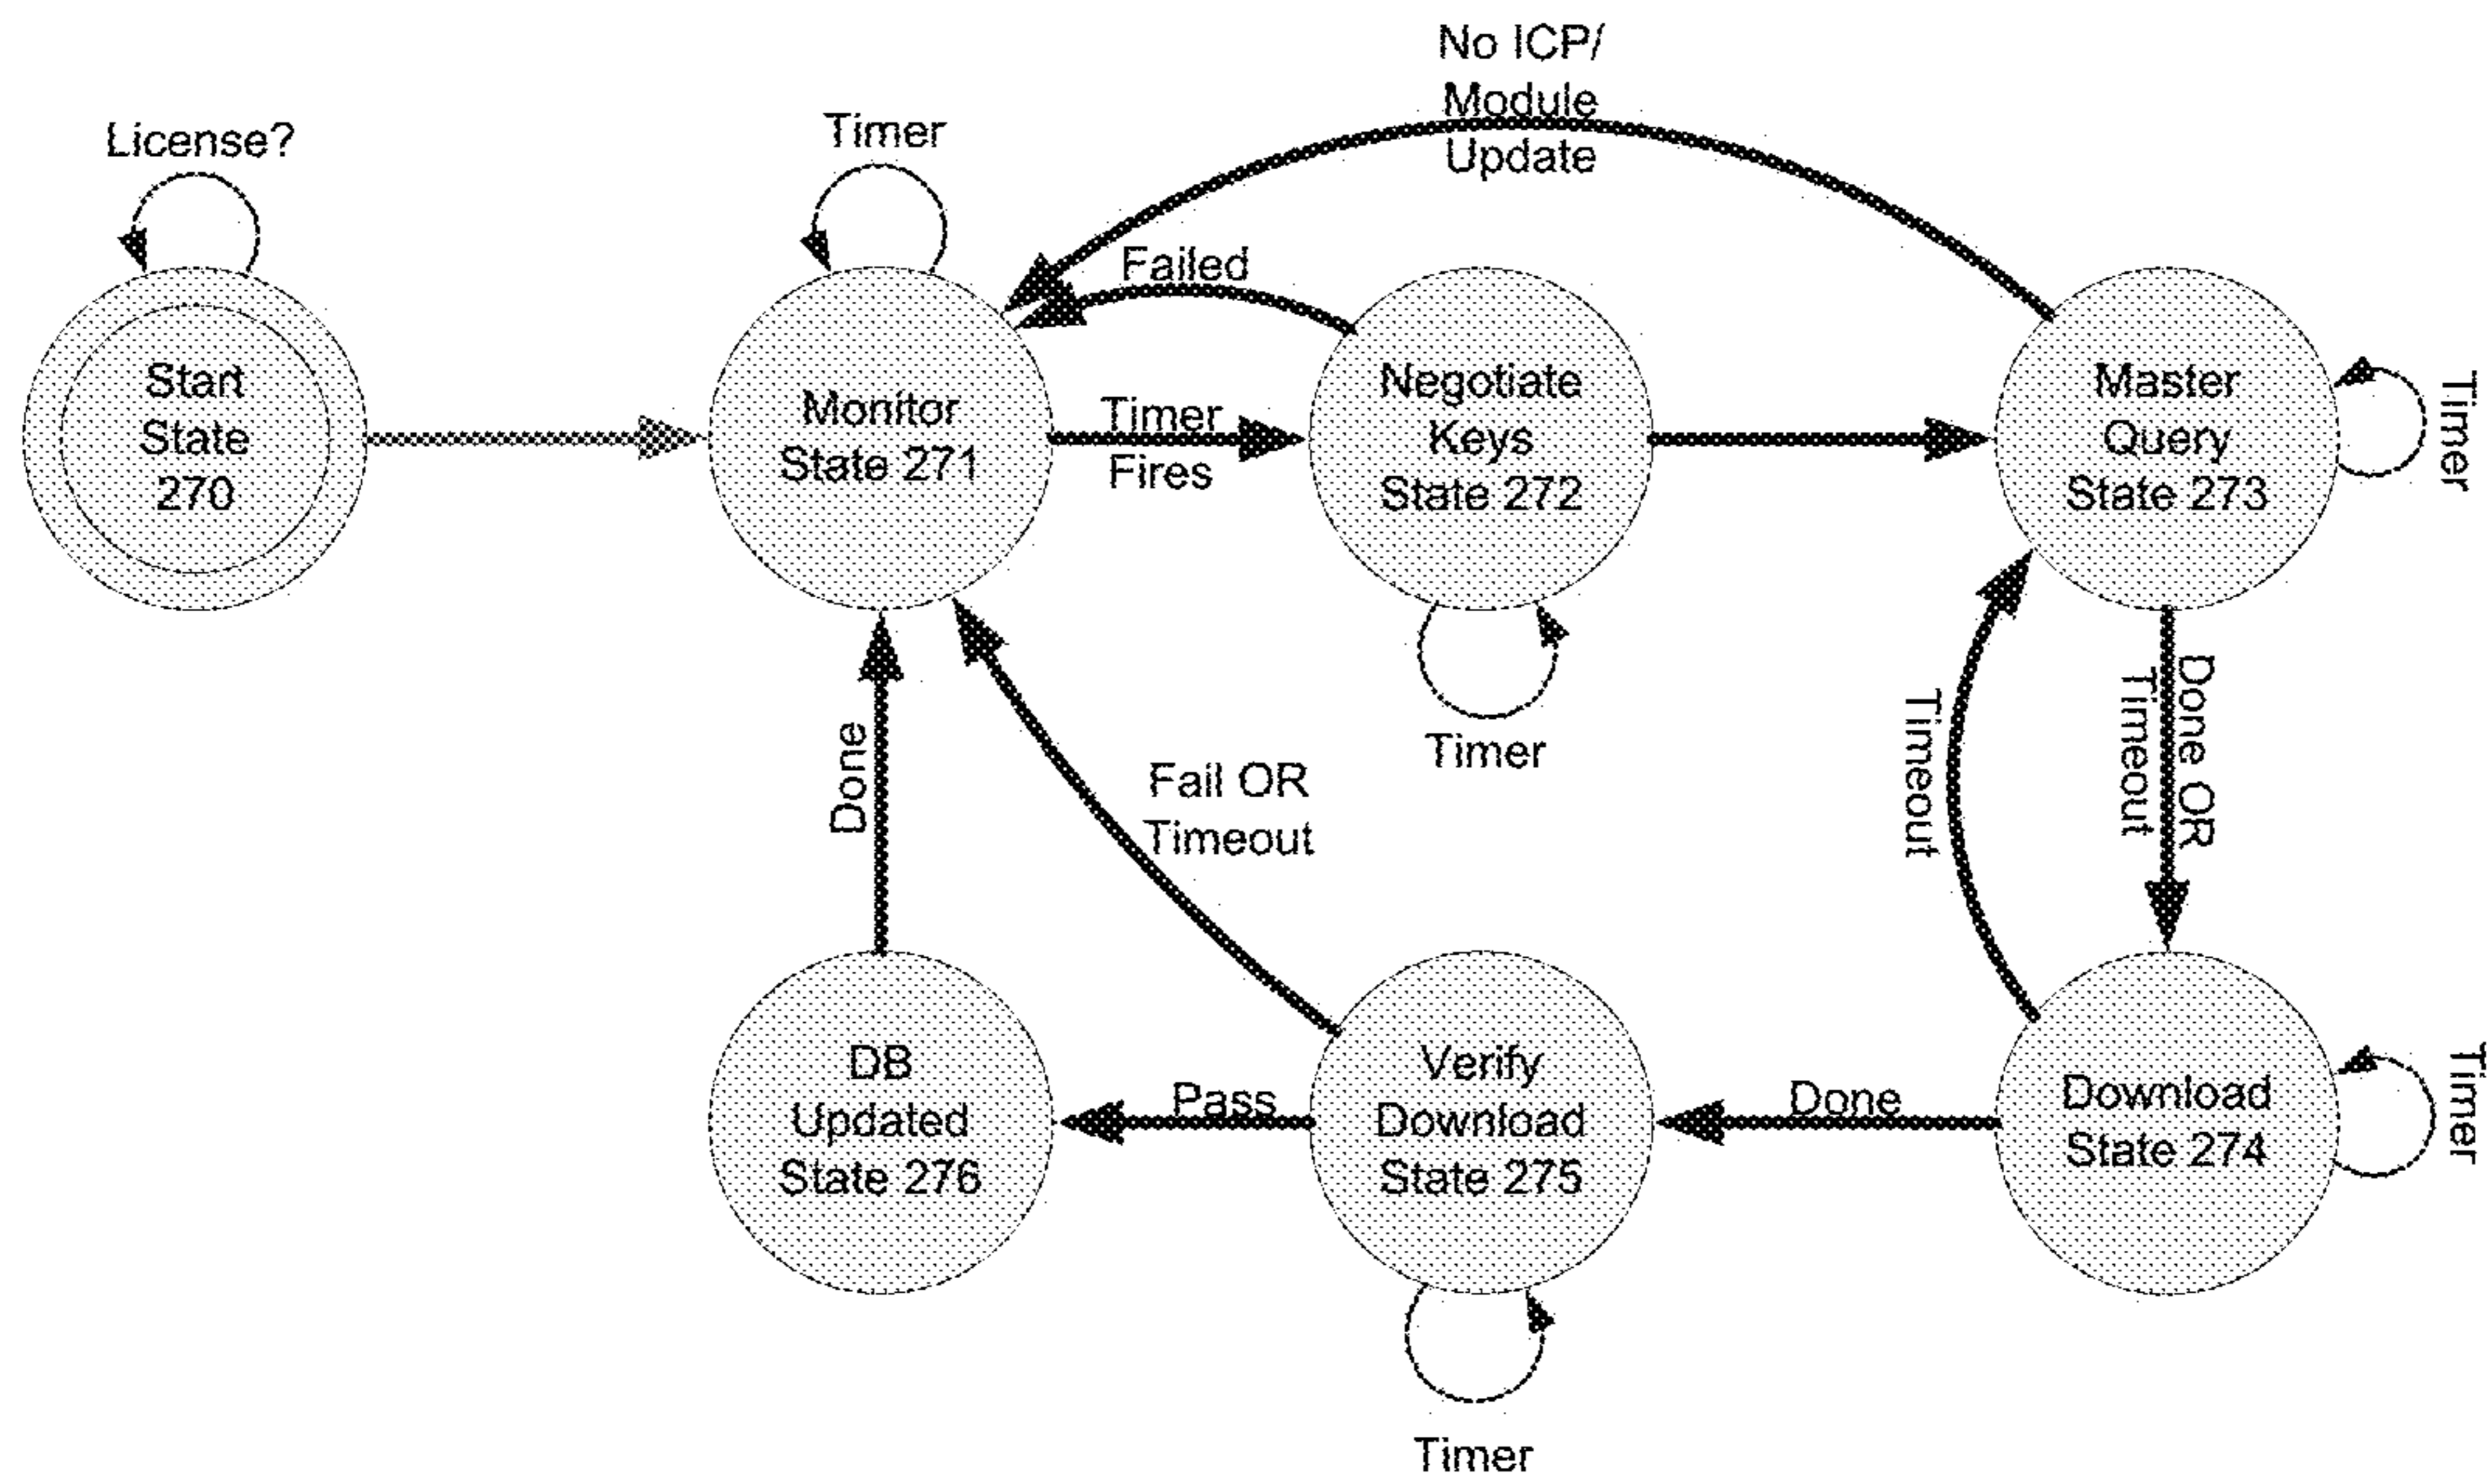 No ICP/
Module
Update
License?
Timer
Failed
Start
State
270
Monitor
State 271
Timer
Fires
Negotiate
Keys
State 272
Master
Query
State 273
Timer
Timer
Done
Fail OR
Timeout
Timeout
Done OR
Timeout
DB
Updated
State 276
Pass
Verify
Download
State 275
Done
Download
State 274
Timer
Timer